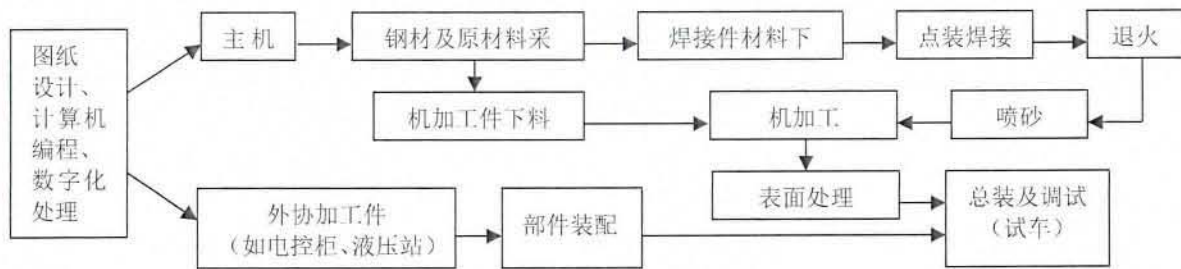 图纸
设计、
计算机
编程、
数字化
处理
主 机
钢材及原材料采
焊接件材料下
点装焊接
退火
机加工件下料
机加工
喷砂
表面处理
总装及调试
（试车）
外协加工件
（如电控柜、液压站）
部件装配